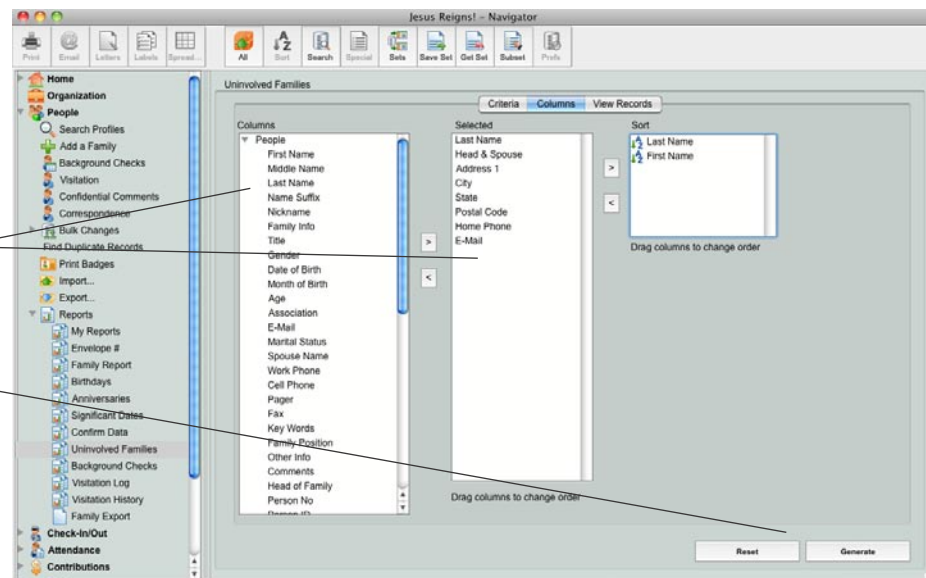 Jesus Reigns! – Navigator
Print Email Letters Labels Spread... All Sort Search Special Sets Save Set Get Set Subset Prefs
Home
Organization
People
Search Profiles
Add a Family
Background Checks
Visitation
Confidential Comments
Correspondence
Bulk Changes
Find Duplicate Records
Print Badges
Import...
Export...
Reports
My Reports
Envelope #
Family Report
Birthdays
Anniversaries
Significant Dates
Confirm Data
Uninvolved Families
Background Checks
Visitation Log
Visitation History
Family Export
Check-In/Out
Attendance
Contributions
Uninvolved Families
Criteria Columns View Records
Columns
People
First Name
Middle Name
Last Name
Name Suffix
Nickname
Family Info
Title
Gender
Date of Birth
Month of Birth
Age
Association
E-Mail
Marital Status
Spouse Name
Work Phone
Cell Phone
Pager
Fax
Key Words
Family Position
Other Info
Comments
Head of Family
Person No
Person ID
>
<
Selected
Last Name
Head & Spouse
Address 1
City
State
Postal Code
Home Phone
E-Mail
Drag columns to change order
>
<
Sort
Last Name
First Name
Drag columns to change order
Reset Generate